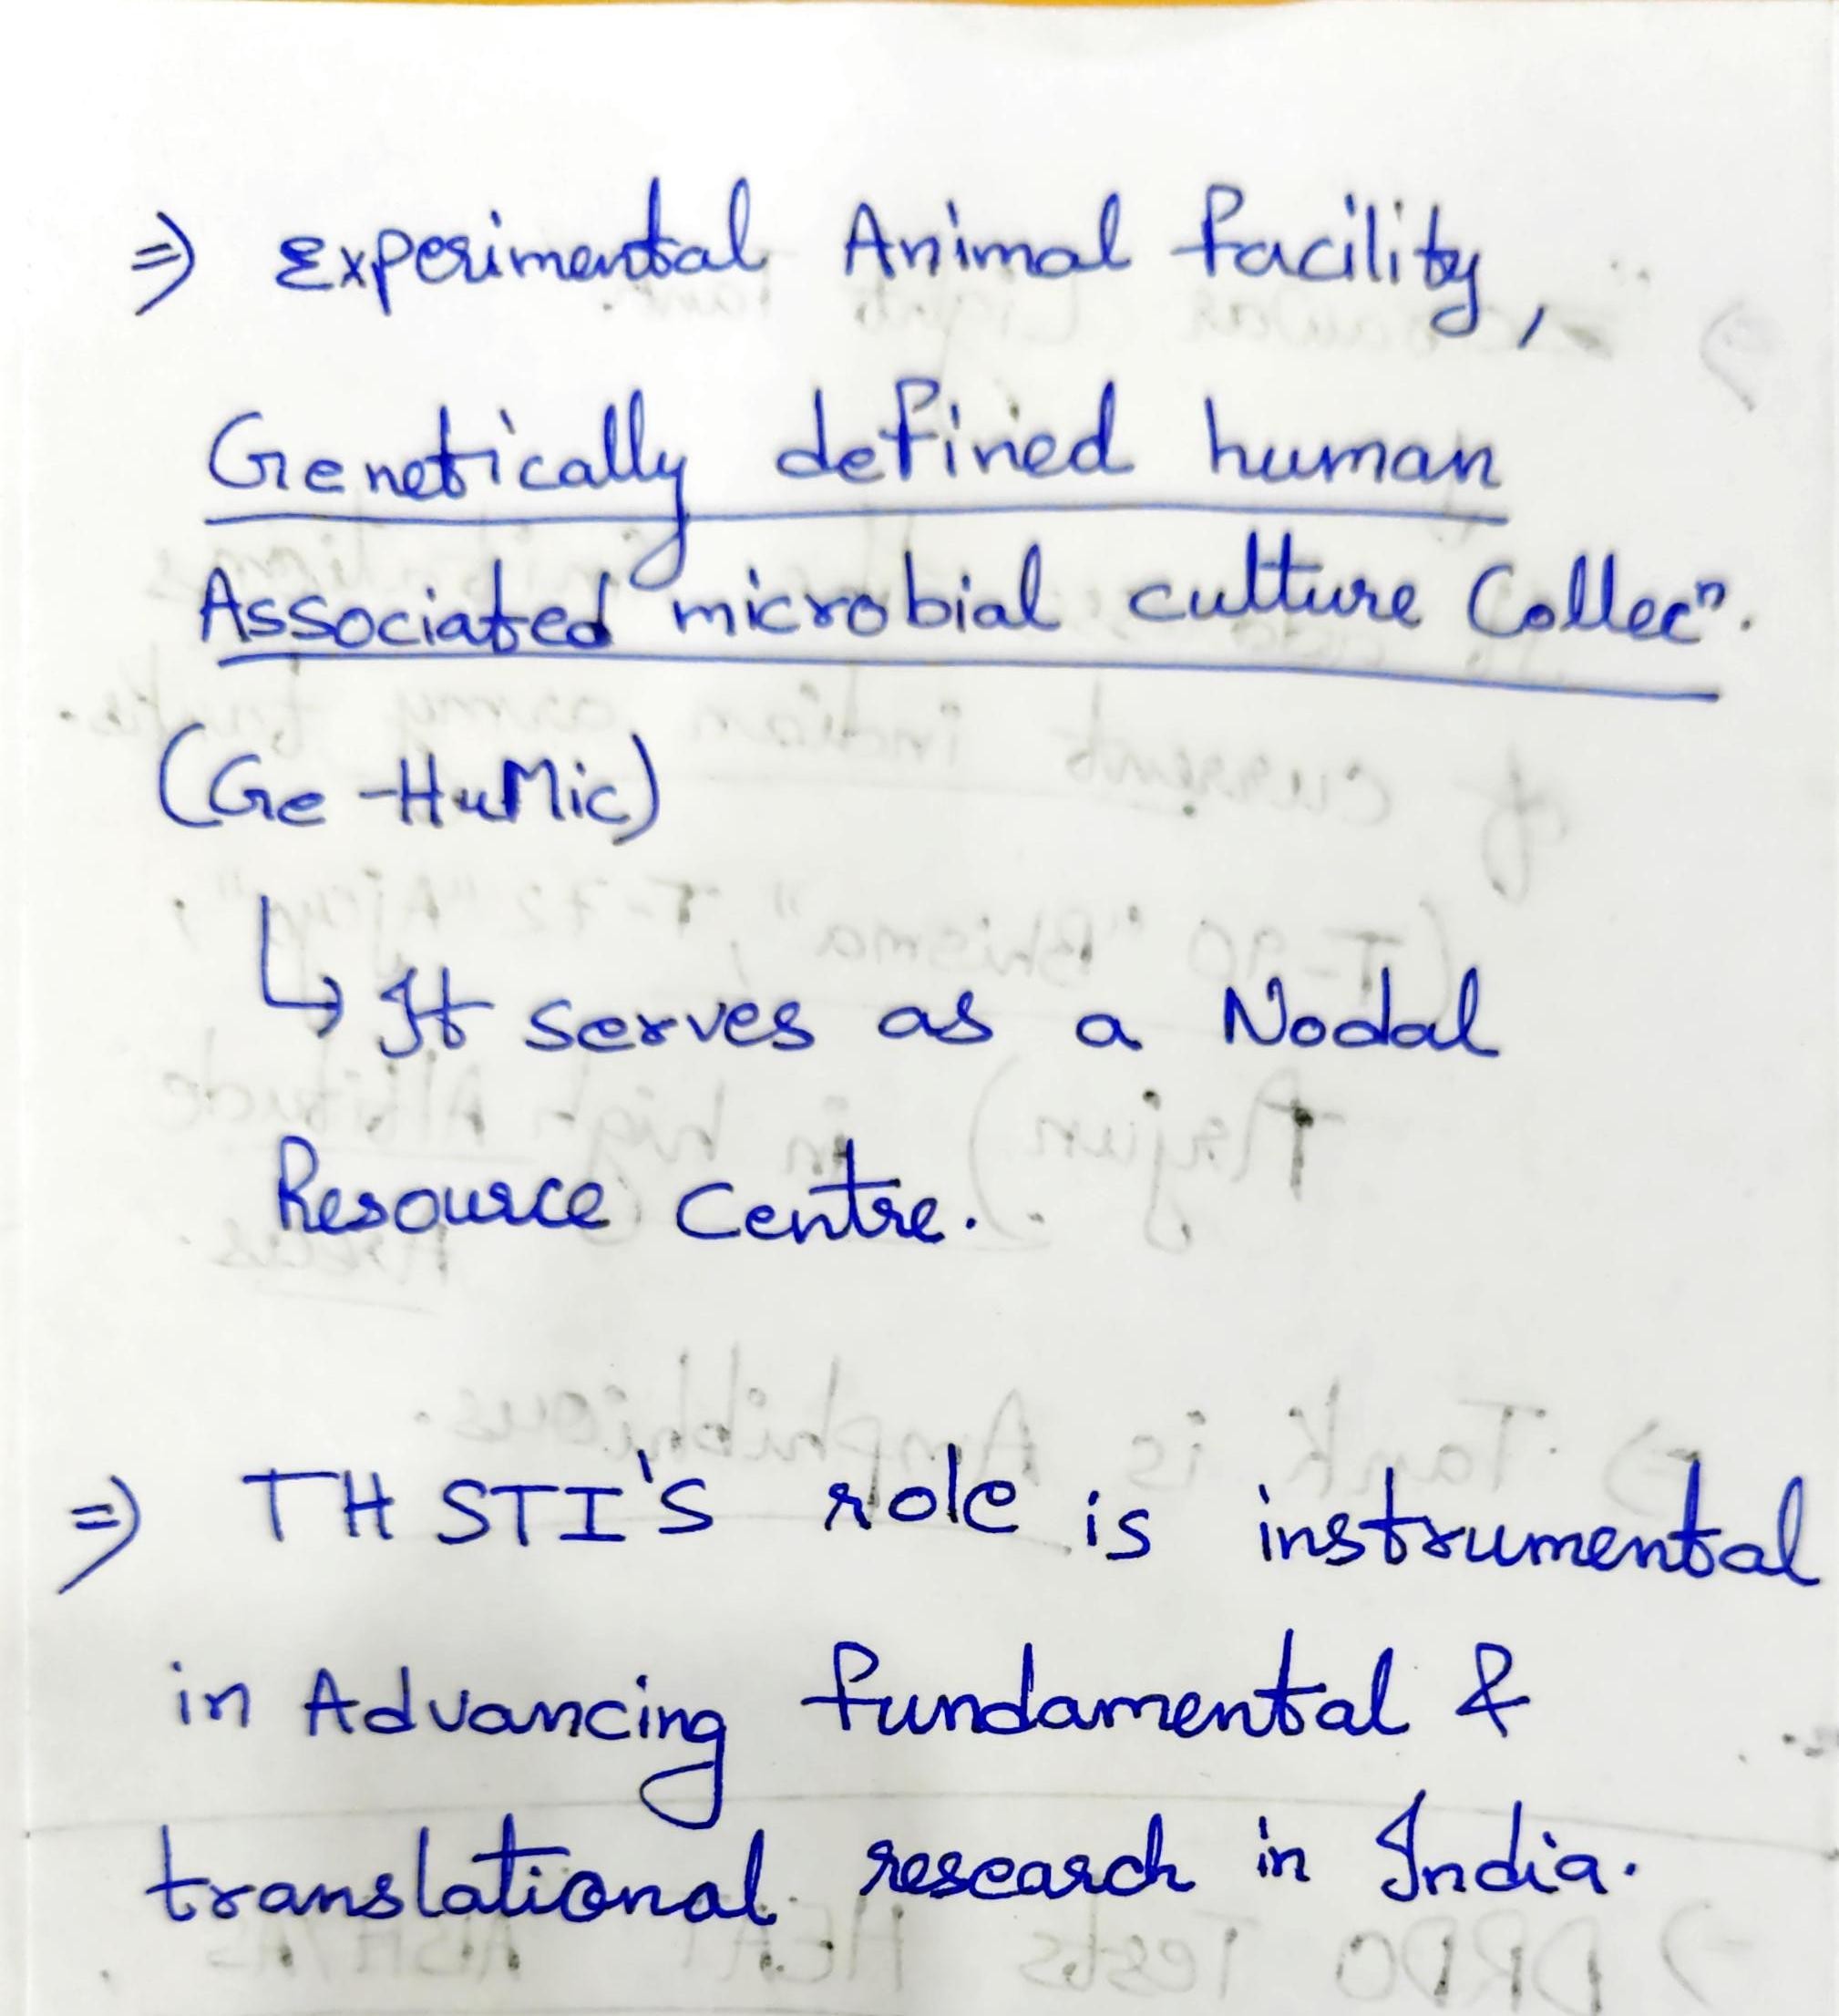 ⇒ Experimental Animal facility,
Genetically defined human
Associated microbial culture Collecⁿ.
(Ge-HuMic)
↳ It serves as a Nodal
Resource Centre.
⇒ THSTI'S role is instrumental
in Advancing fundamental &
translational research in India.